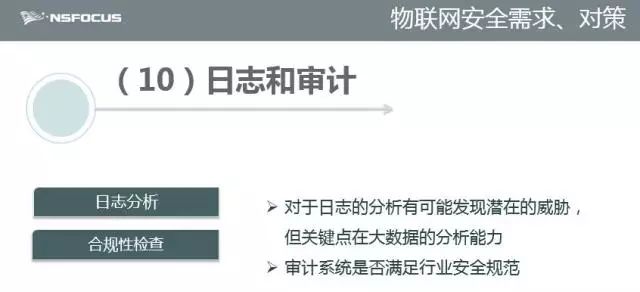 NSFOCUS
物联网安全需求、对策
（10）日志和审计
日志分析
合规性检查
对于日志的分析有可能发现潜在的威胁，
但关键点在大数据的分析能力
审计系统是否满足行业安全规范